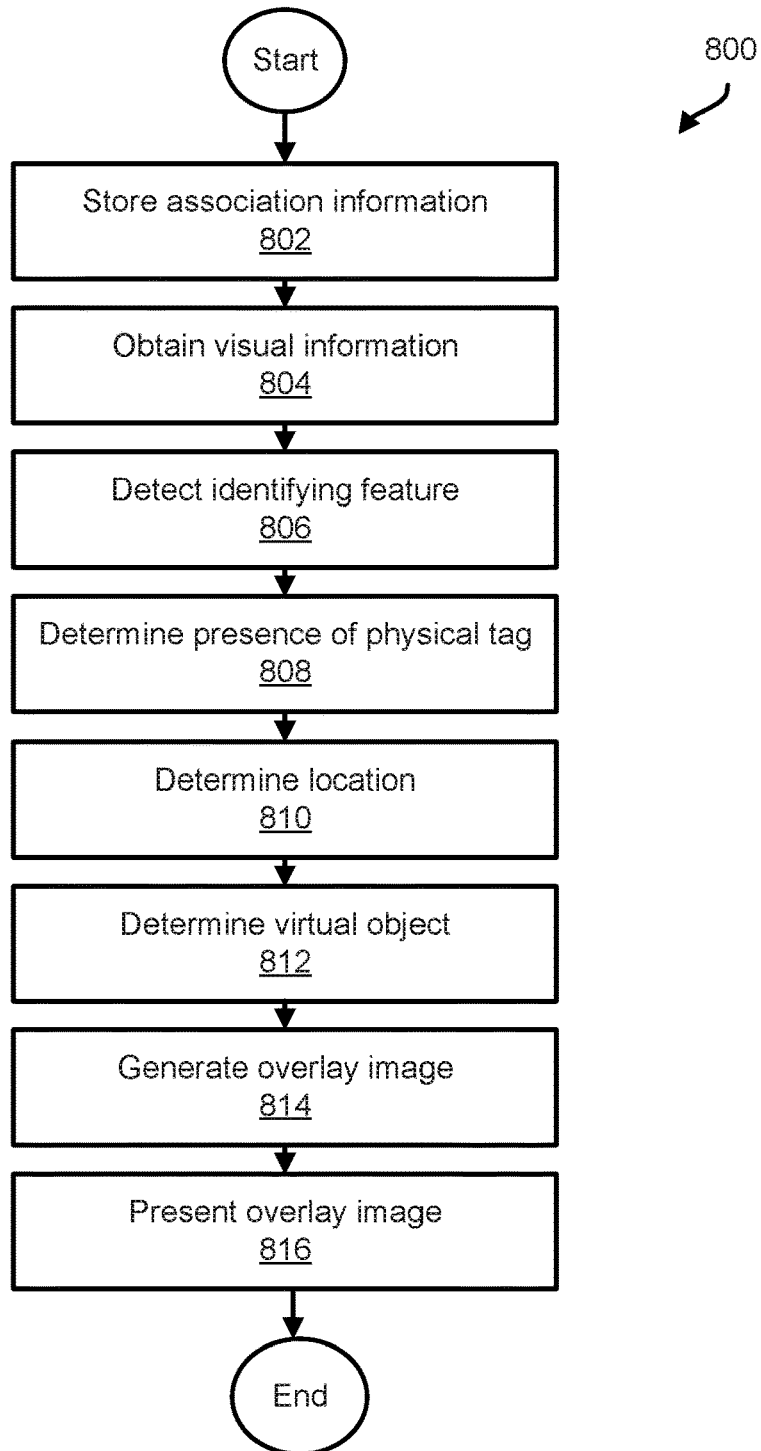 Start
800
Store association information
802
Obtain visual information
804
Detect identifying feature
806
Determine presence of physical tag
808
Determine location
810
Determine virtual object
812
Generate overlay image
814
Present overlay image
816
End